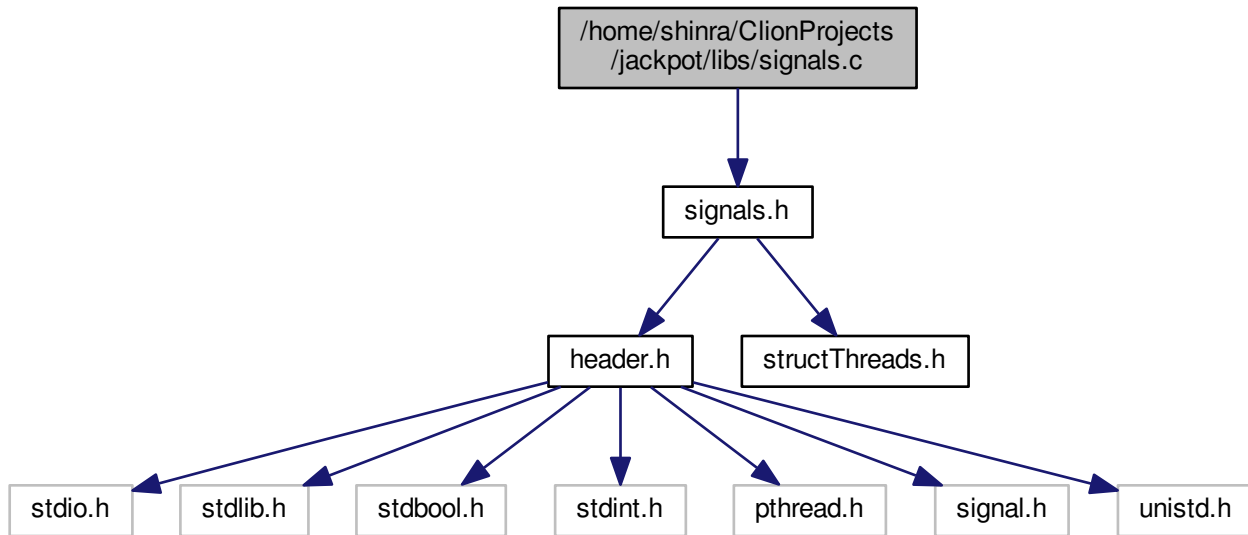 /home/shinra/ClionProjects
/jackpot/libs/signals.c
signals.h
header.h
structThreads.h
stdio.h
stdlib.h
stdbool.h
stdint.h
pthread.h
signal.h
unistd.h